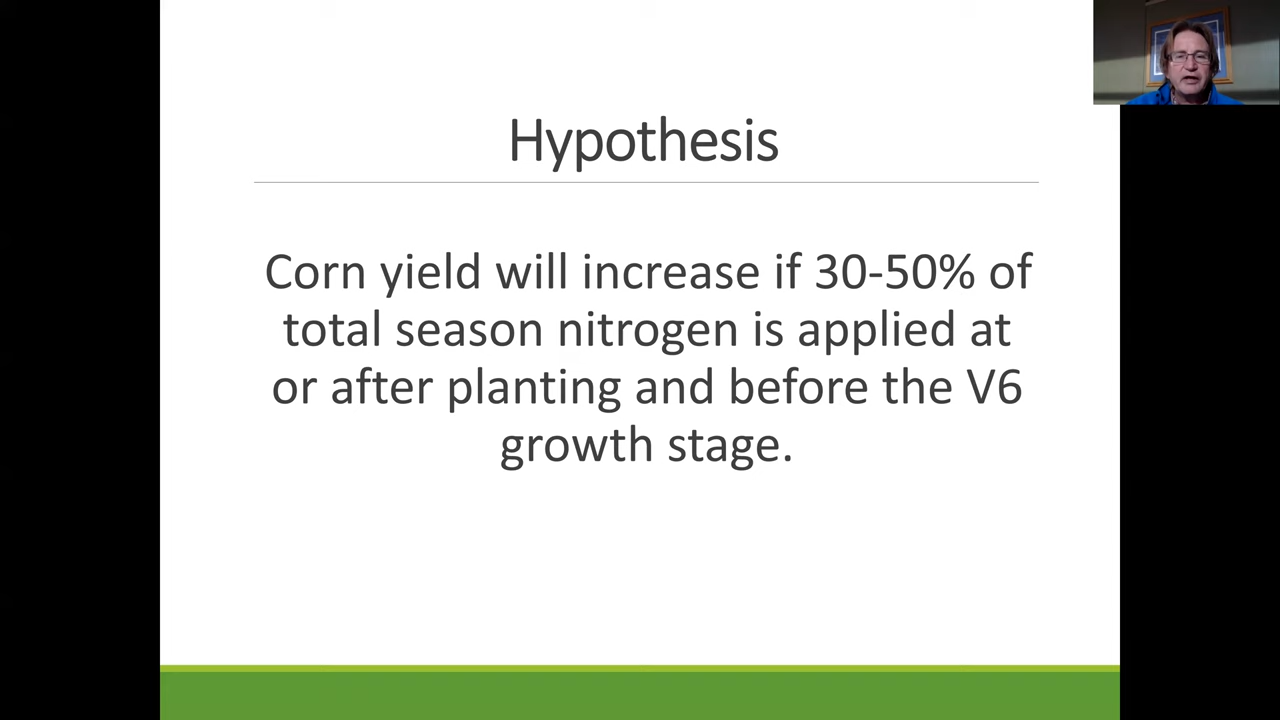 Hypothesis
Corn yield will increase if 30-50% of
total season nitrogen is applied at
or after planting and before the V6
growth stage.